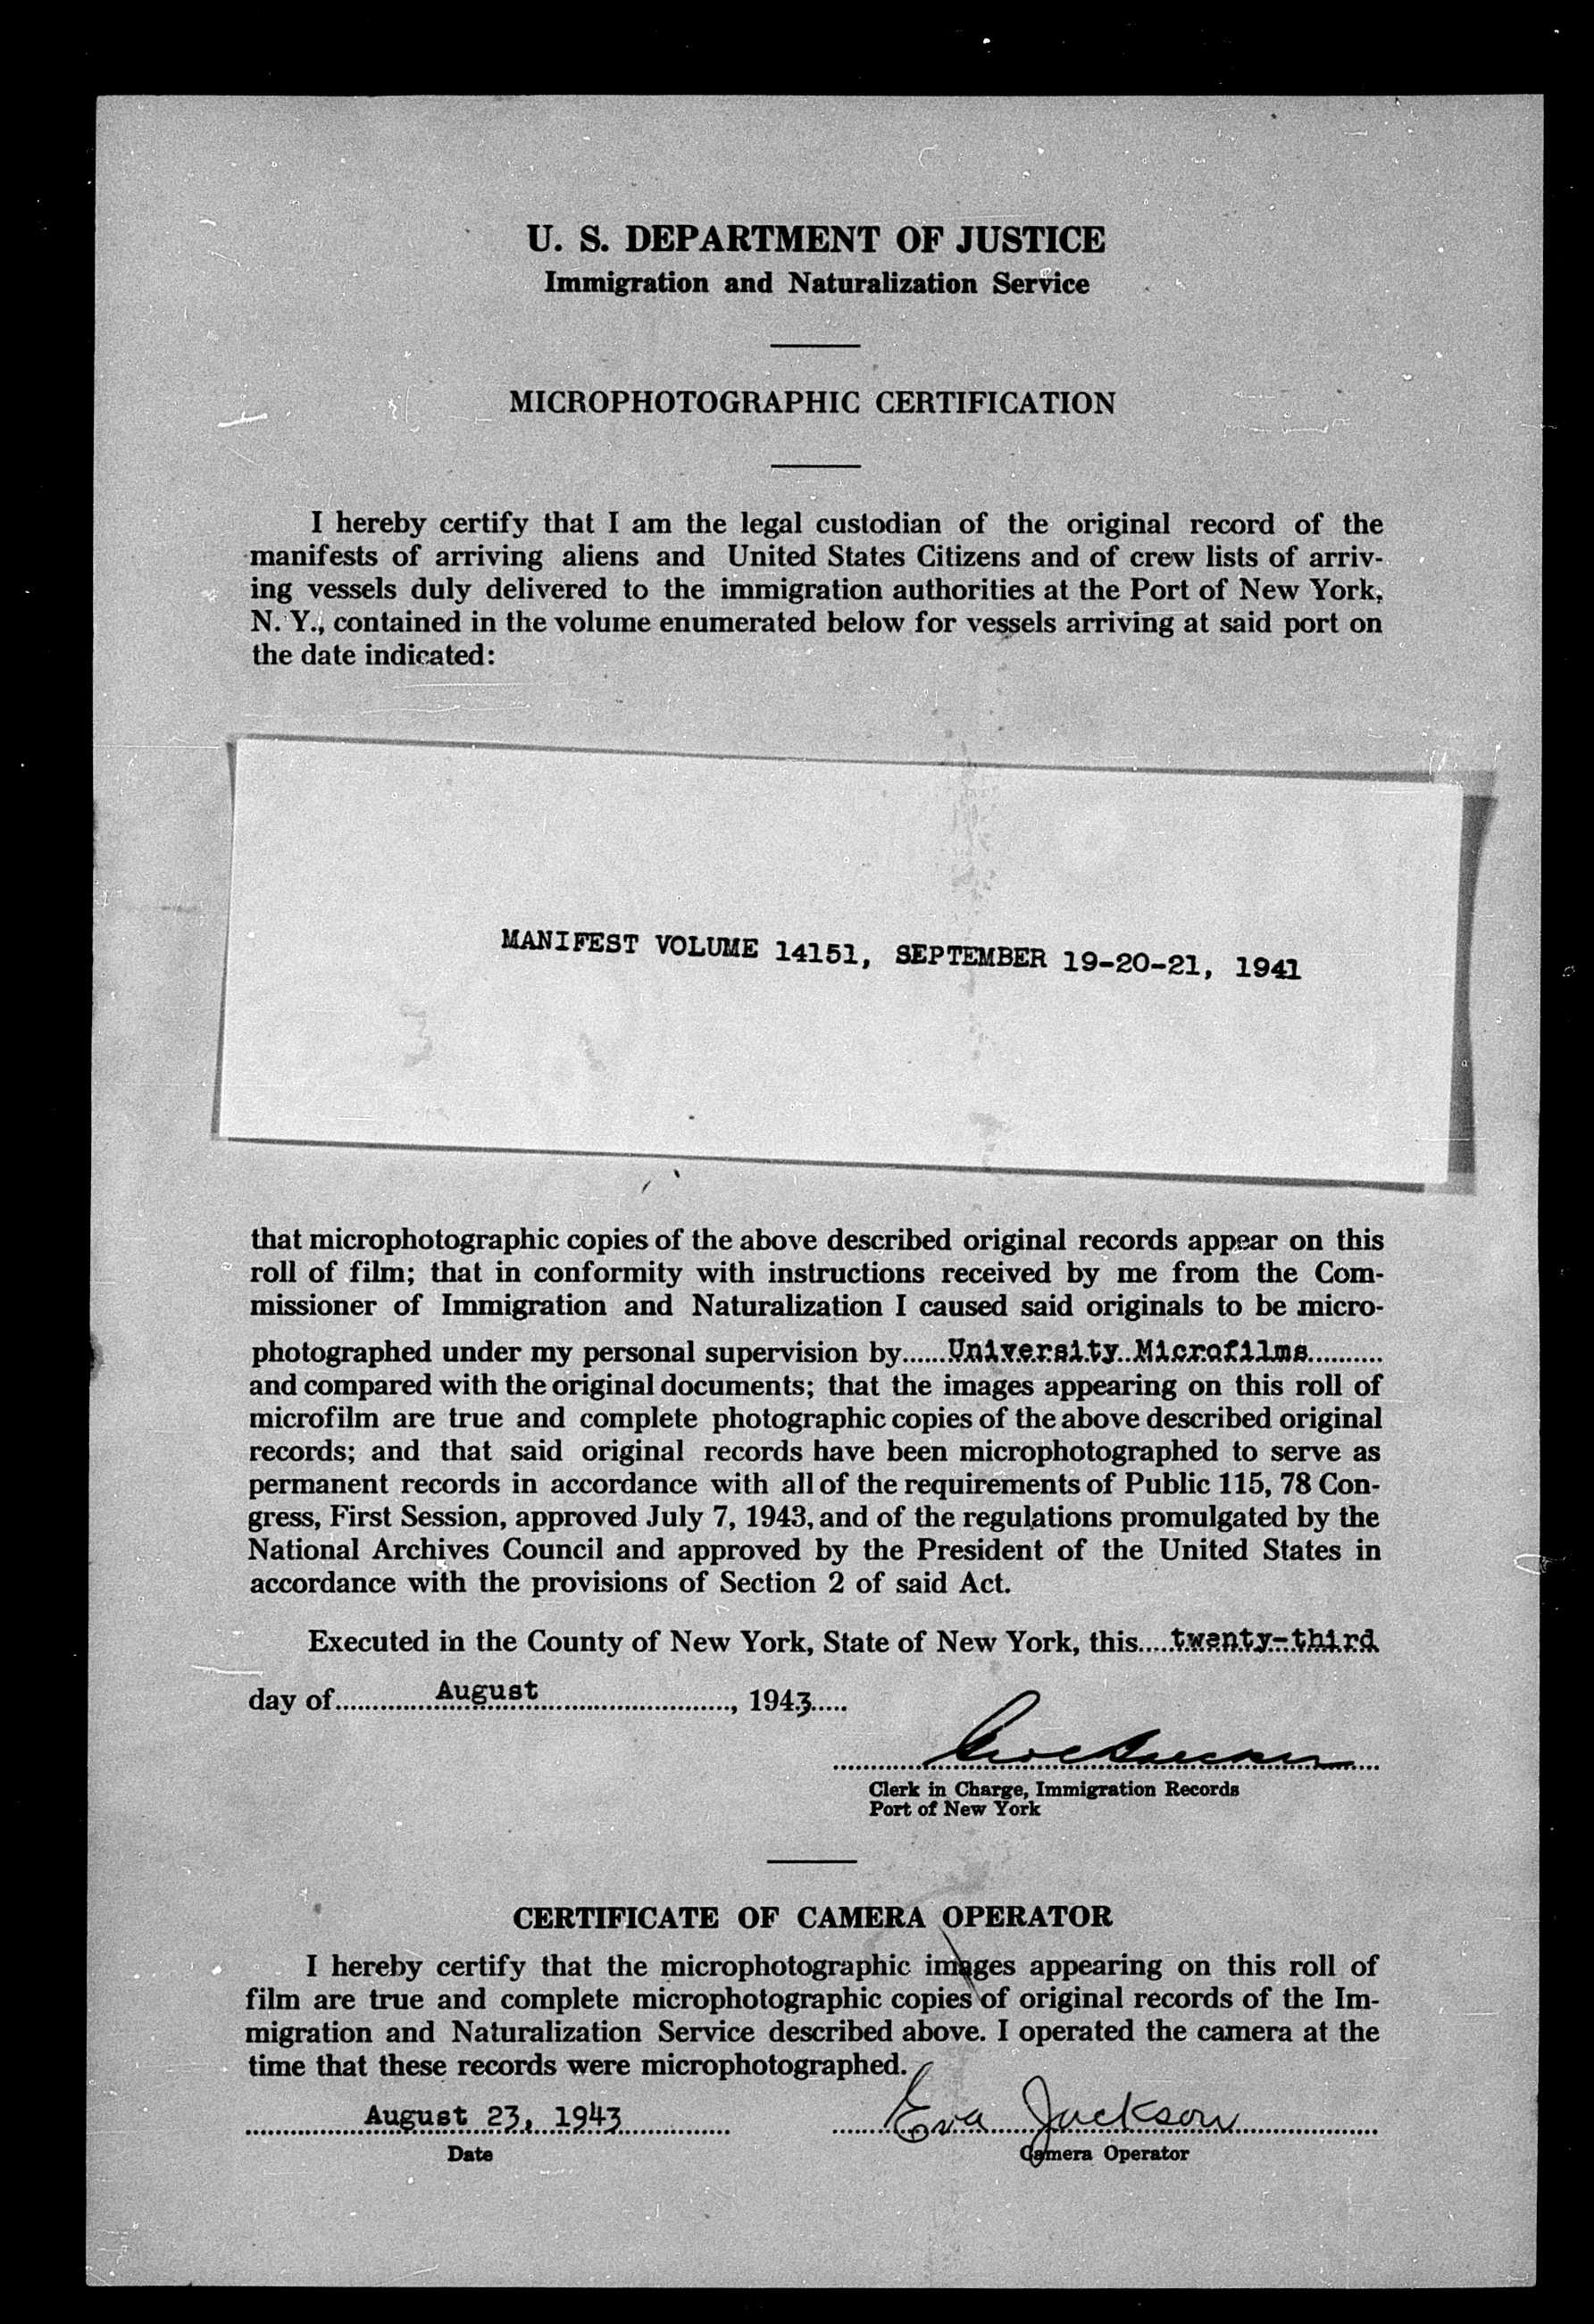 U. S. DEPARTMENT OF JUSTICE
Immigration and Naturalization Service
MICROPHOTOGRAPHIC CERTIFICATION
I hereby certify that I am the legal custodian of the original record of the
manifests of arriving aliens and United States Citizens and of crew lists of arriv-
ing vessels duly delivered to the immigration authorities at the Port of New York,
N. Y., contained in the volume enumerated below for vessels arriving at said port on
the date indicated:
MANIFEST VOLUME 14151, SEPTEMBER 19-20-21, 1941
that microphotographic copies of the above described original records appear on this
roll of film; that in conformity with instructions received by me from the Com-
missioner of Immigration and Naturalization I caused said originals to be micro-
photographed under my personal supervision by......University Microfilms..........
and compared with the original documents; that the images appearing on this roll of
microfilm are true and complete photographic copies of the above described original
records; and that said original records have been microphotographed to serve as
permanent records in accordance with all of the requirements of Public 115, 78 Con-
gress, First Session, approved July 7, 1943, and of the regulations promulgated by the
National Archives Council and approved by the President of the United States in
accordance with the provisions of Section 2 of said Act.
Executed in the County of New York, State of New York, this.....twenty-third
day of............August............................, 1943.....
Clerk in Charge, Immigration Records
Port of New York
CERTIFICATE OF CAMERA OPERATOR
I hereby certify that the microphotographic images appearing on this roll of
film are true and complete microphotographic copies of original records of the Im-
migration and Naturalization Service described above. I operated the camera at the
time that these records were microphotographed.
August 23, 1943 Eva Jackson
Date Camera Operator